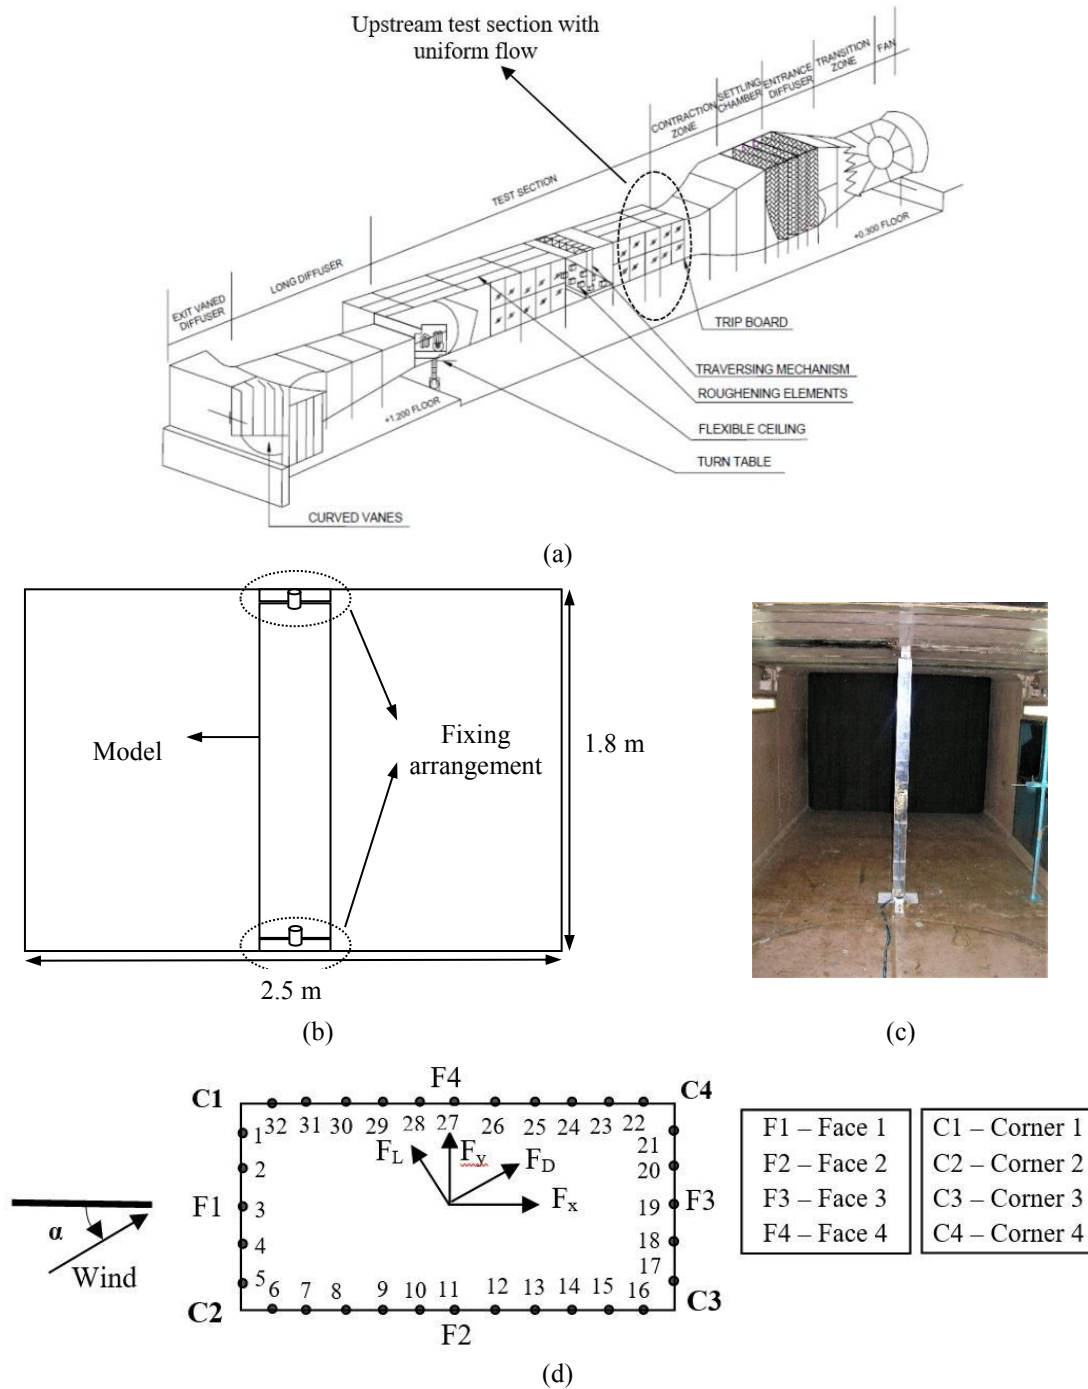 Upstream test section with
uniform flow
CONTRACTION
ZONE
SETTLING
CHAMBER
ENTRANCE
DIFFUSER
TRANSITION
ZONE
FAN
TEST SECTION
LONG DIFFUSER
EXIT VANED
DIFFUSER
+0.300 FLOOR
TRIP BOARD
TRAVERSING MECHANISM
ROUGHENING ELEMENTS
+1.200 FLOOR
FLEXIBLE CEILING
TURN TABLE
CURVED VANES
(a)
Model
Fixing
arrangement
1.8 m
2.5 m
(b)
(c)
F4
C1
C4
32 31 30 29 28 27 26 25 24 23 22
1
2
3
4
5
21
20
19
18
17
F_L
F_y
F_D
F_x
F1
F3
α
Wind
6 7 8 9 10 11 12 13 14 15 16
C2
C3
F2
F1 – Face 1
F2 – Face 2
F3 – Face 3
F4 – Face 4
C1 – Corner 1
C2 – Corner 2
C3 – Corner 3
C4 – Corner 4
(d)